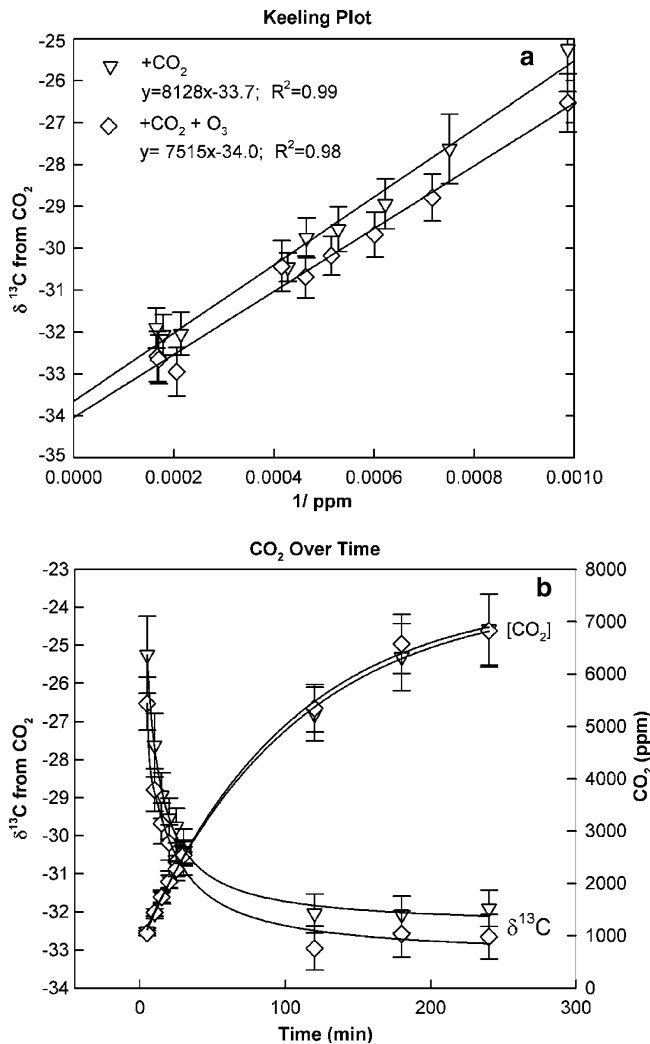 Keeling Plot
a
+CO₂
y=8128x-33.7; R²=0.99
+CO₂ + O₃
y= 7515x-34.0; R²=0.98
δ ¹³C from CO₂
-25
-26
-27
-28
-29
-30
-31
-32
-33
-34
-35
0.0000 0.0002 0.0004 0.0006 0.0008 0.0010
1/ ppm
CO₂ Over Time
b
δ¹³C from CO₂
-23
-24
-25
-26
-27
-28
-29
-30
-31
-32
-33
-34
[CO₂]
δ¹³C
8000
7000
6000
5000
4000
3000
2000
1000
0
CO₂ (ppm)
0 100 200 300
Time (min)